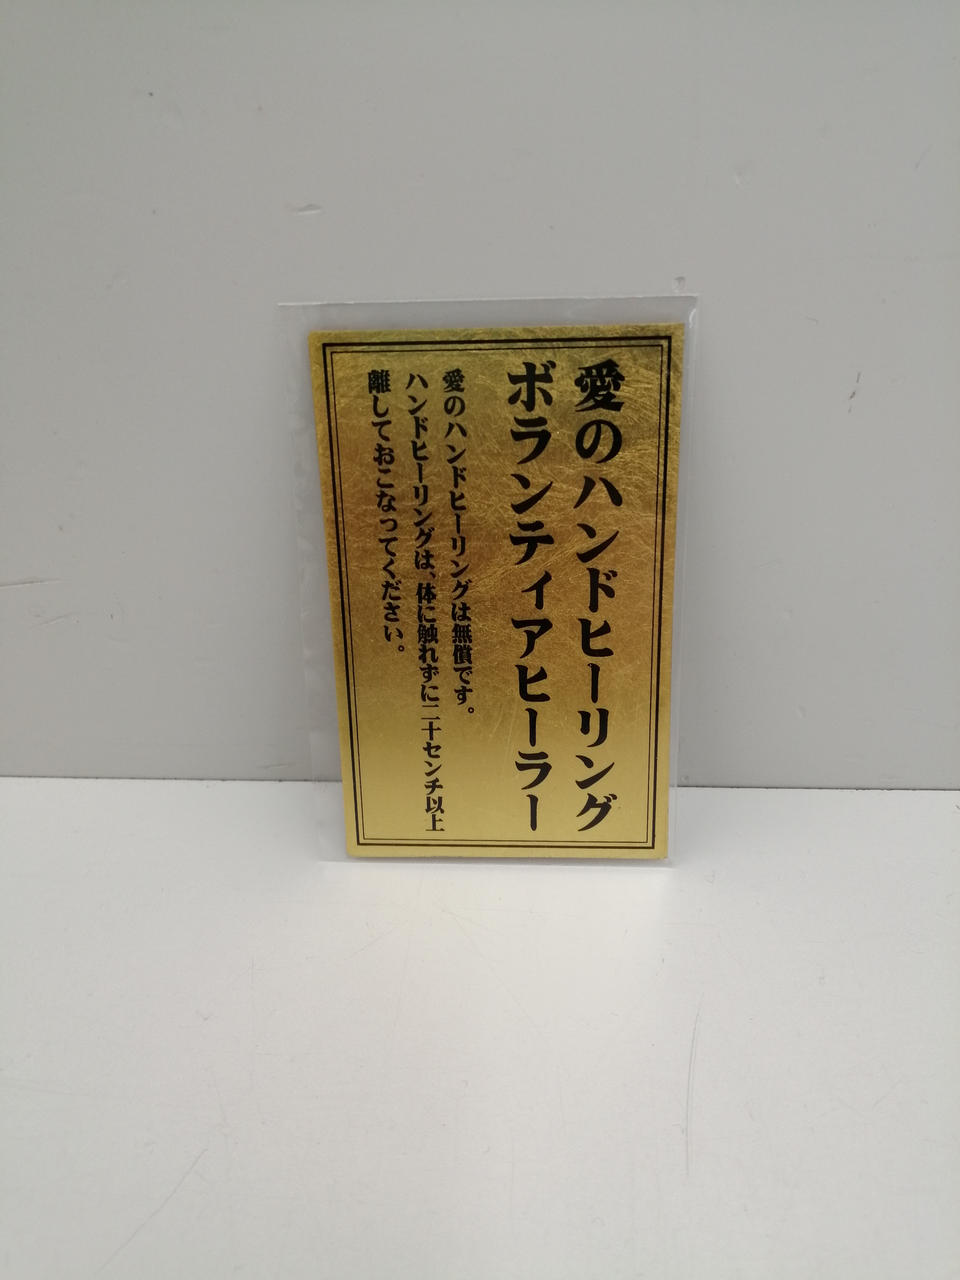 愛のハンドヒーリング
ボランティアヒーラー
愛のハンドヒーリングは無償です。
ハンドヒーリングは、体に触れずに二十センチ以上
離しておこなってください。